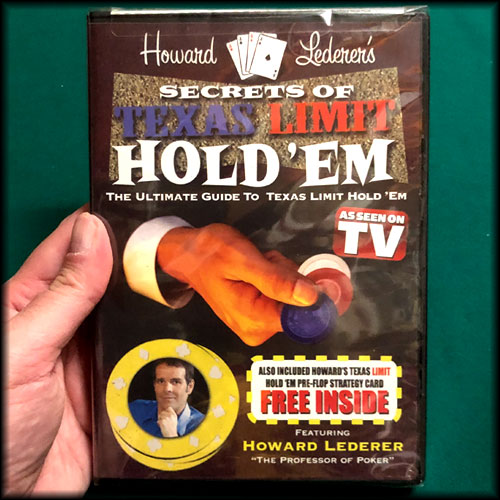 Howard Lederer's
SECRETS OF
TEXAS LIMIT
HOLD 'EM
THE ULTIMATE GUIDE TO TEXAS LIMIT HOLD 'EM
AS SEEN ON
TV
ALSO INCLUDED HOWARD'S TEXAS LIMIT
HOLD 'EM PRE-FLOP STRATEGY CARD
FREE INSIDE
FEATURING
HOWARD LEDERER
"THE PROFESSOR OF POKER"